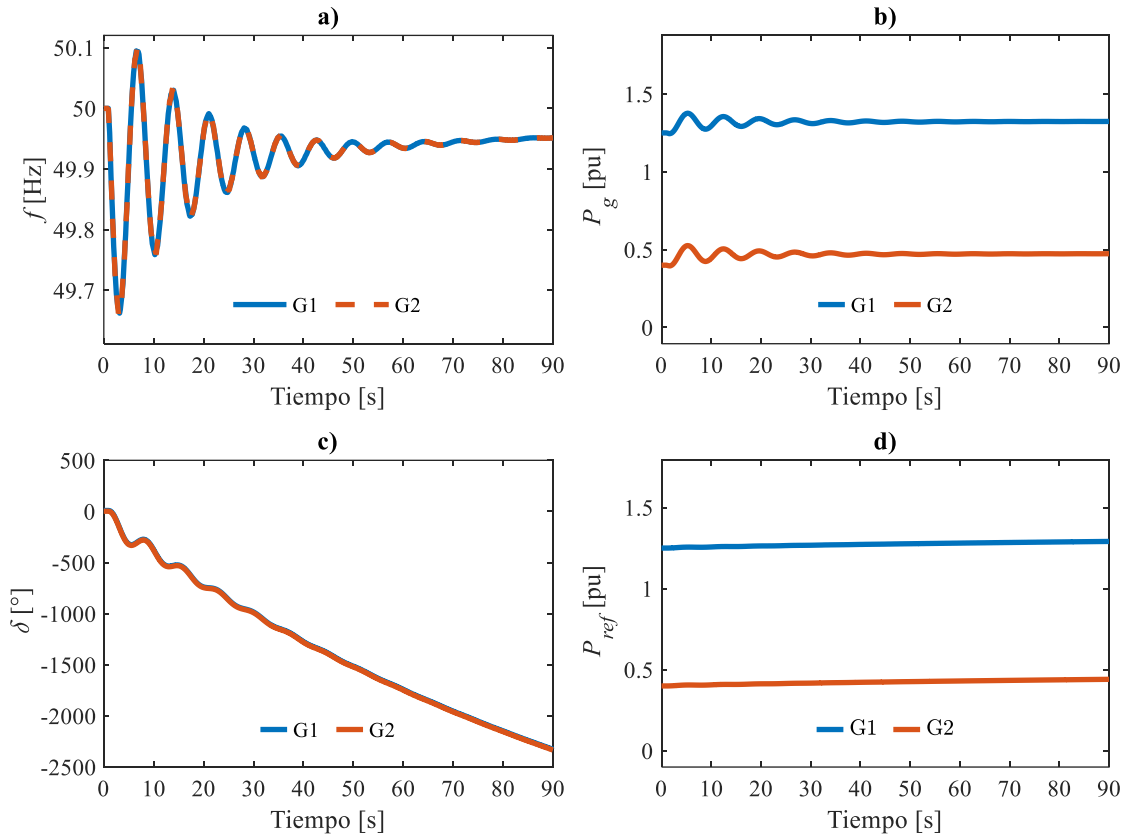 a)
50.1
50
49.9
49.8
49.7
f [Hz]
G1 G2
0 10 20 30 40 50 60 70 80 90
Tiempo [s]
b)
1.5
1
0.5
0
P_g [pu]
G1 G2
0 10 20 30 40 50 60 70 80 90
Tiempo [s]
c)
500
0
-500
-1000
-1500
-2000
-2500
δ [°]
G1 G2
0 10 20 30 40 50 60 70 80 90
Tiempo [s]
d)
1.5
1
0.5
0
P_ref [pu]
G1 G2
0 10 20 30 40 50 60 70 80 90
Tiempo [s]